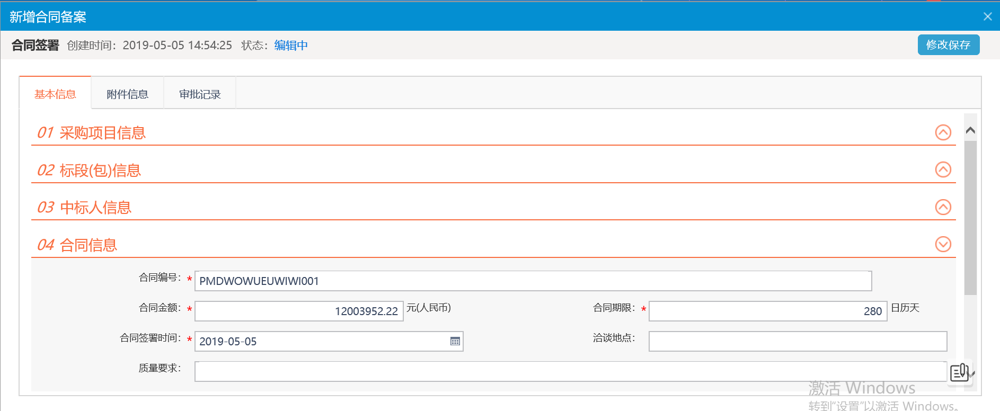 新增合同备案
合同签署 创建时间：2019-05-05 14:54:25 状态：编辑中 修改保存
基本信息 附件信息 审批记录
01 采购项目信息
02 标段(包)信息
03 中标人信息
04 合同信息
合同编号： * PMDWOWUEUWIWI001
合同金额： * 12003952.22 元(人民币) 合同期限： * 280 日历天
合同签署时间： * 2019-05-05 洽谈地点：
质量要求：
激活 Windows
转到“设置”以激活 Windows。